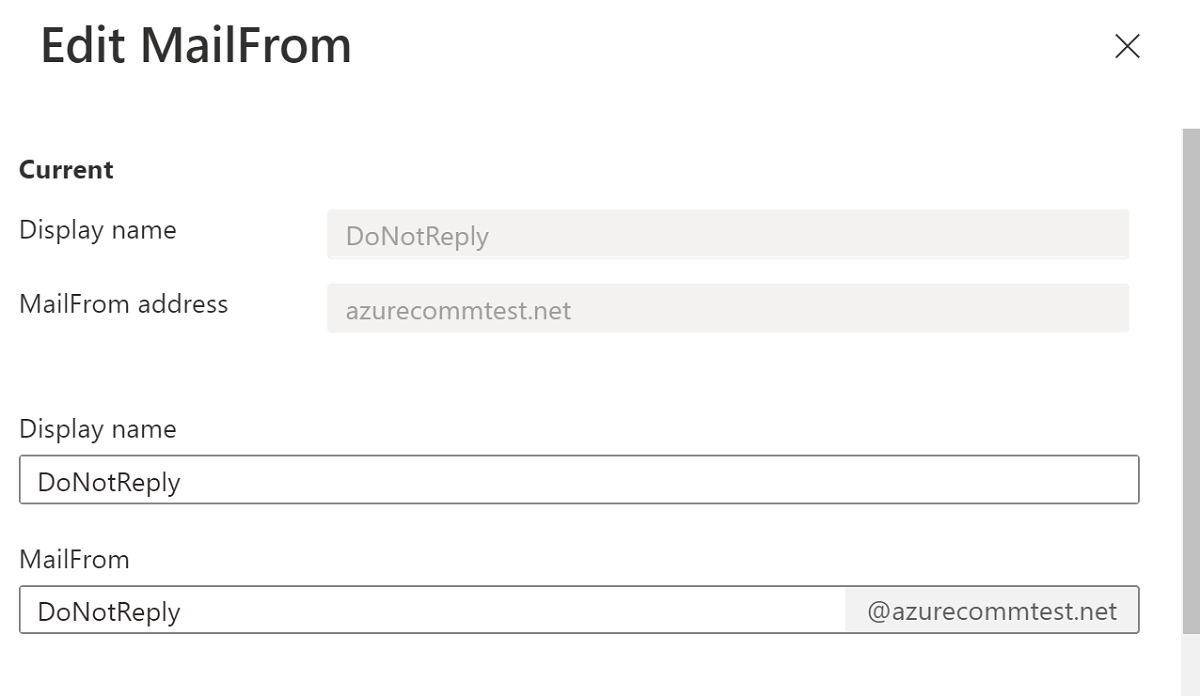 Edit MailFrom
Current
Display name DoNotReply
MailFrom address azurecommtest.net
Display name
DoNotReply
MailFrom
DoNotReply @azurecommtest.net